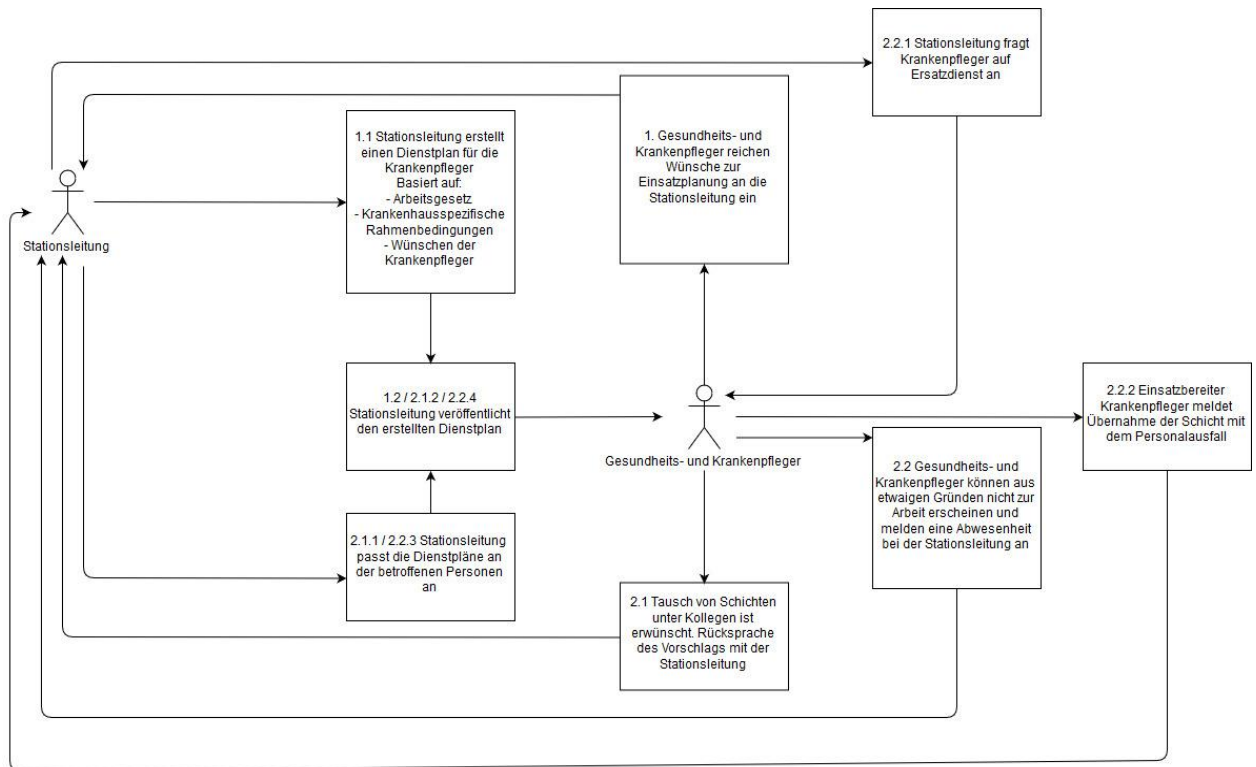 2.2.1 Stationsleitung fragt
Krankenpfleger auf
Ersatzdienst an
1.1 Stationsleitung erstellt
einen Dienstplan für die
Krankenpfleger
Basiert auf:
- Arbeitsgesetz
- Krankenhausspezifische
Rahmenbedingungen
- Wünschen der
Krankenpfleger
1. Gesundheits- und
Krankenpfleger reichen
Wünsche zur
Einsatzplanung an die
Stationsleitung ein
Stationsleitung
1.2 / 2.1.2 / 2.2.4
Stationsleitung veröffentlicht
den erstellten Dienstplan
Gesundheits- und Krankenpfleger
2.2.2 Einsatzbereiter
Krankenpfleger meldet
Übernahme der Schicht mit
dem Personalausfall
2.2 Gesundheits- und
Krankenpfleger können aus
etwaigen Gründen nicht zur
Arbeit erscheinen und
melden eine Abwesenheit
bei der Stationsleitung an
2.1.1 / 2.2.3 Stationsleitung
passt die Dienstpläne an
der betroffenen Personen
an
2.1 Tausch von Schichten
unter Kollegen ist
erwünscht. Rücksprache
des Vorschlags mit der
Stationsleitung